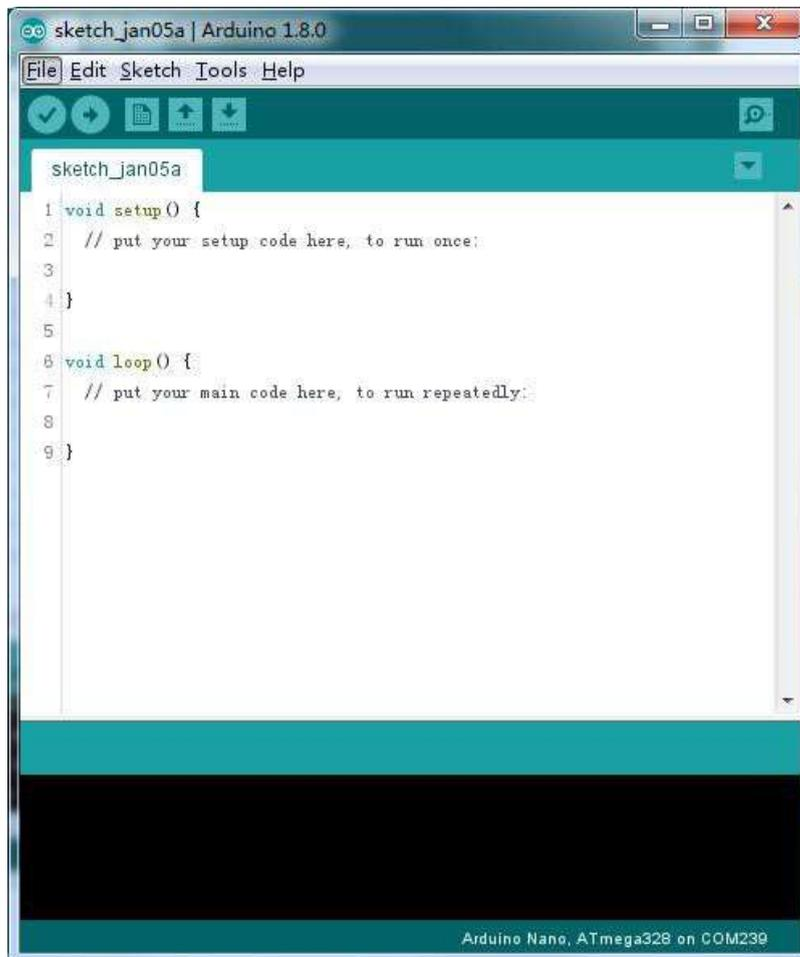 sketch_jan05a | Arduino 1.8.0
File Edit Sketch Tools Help
sketch_jan05a
1 void setup() {
2 // put your setup code here, to run once:
3
4 }
5
6 void loop() {
7 // put your main code here, to run repeatedly:
8
9 }
Arduino Nano, ATmega328 on COM239